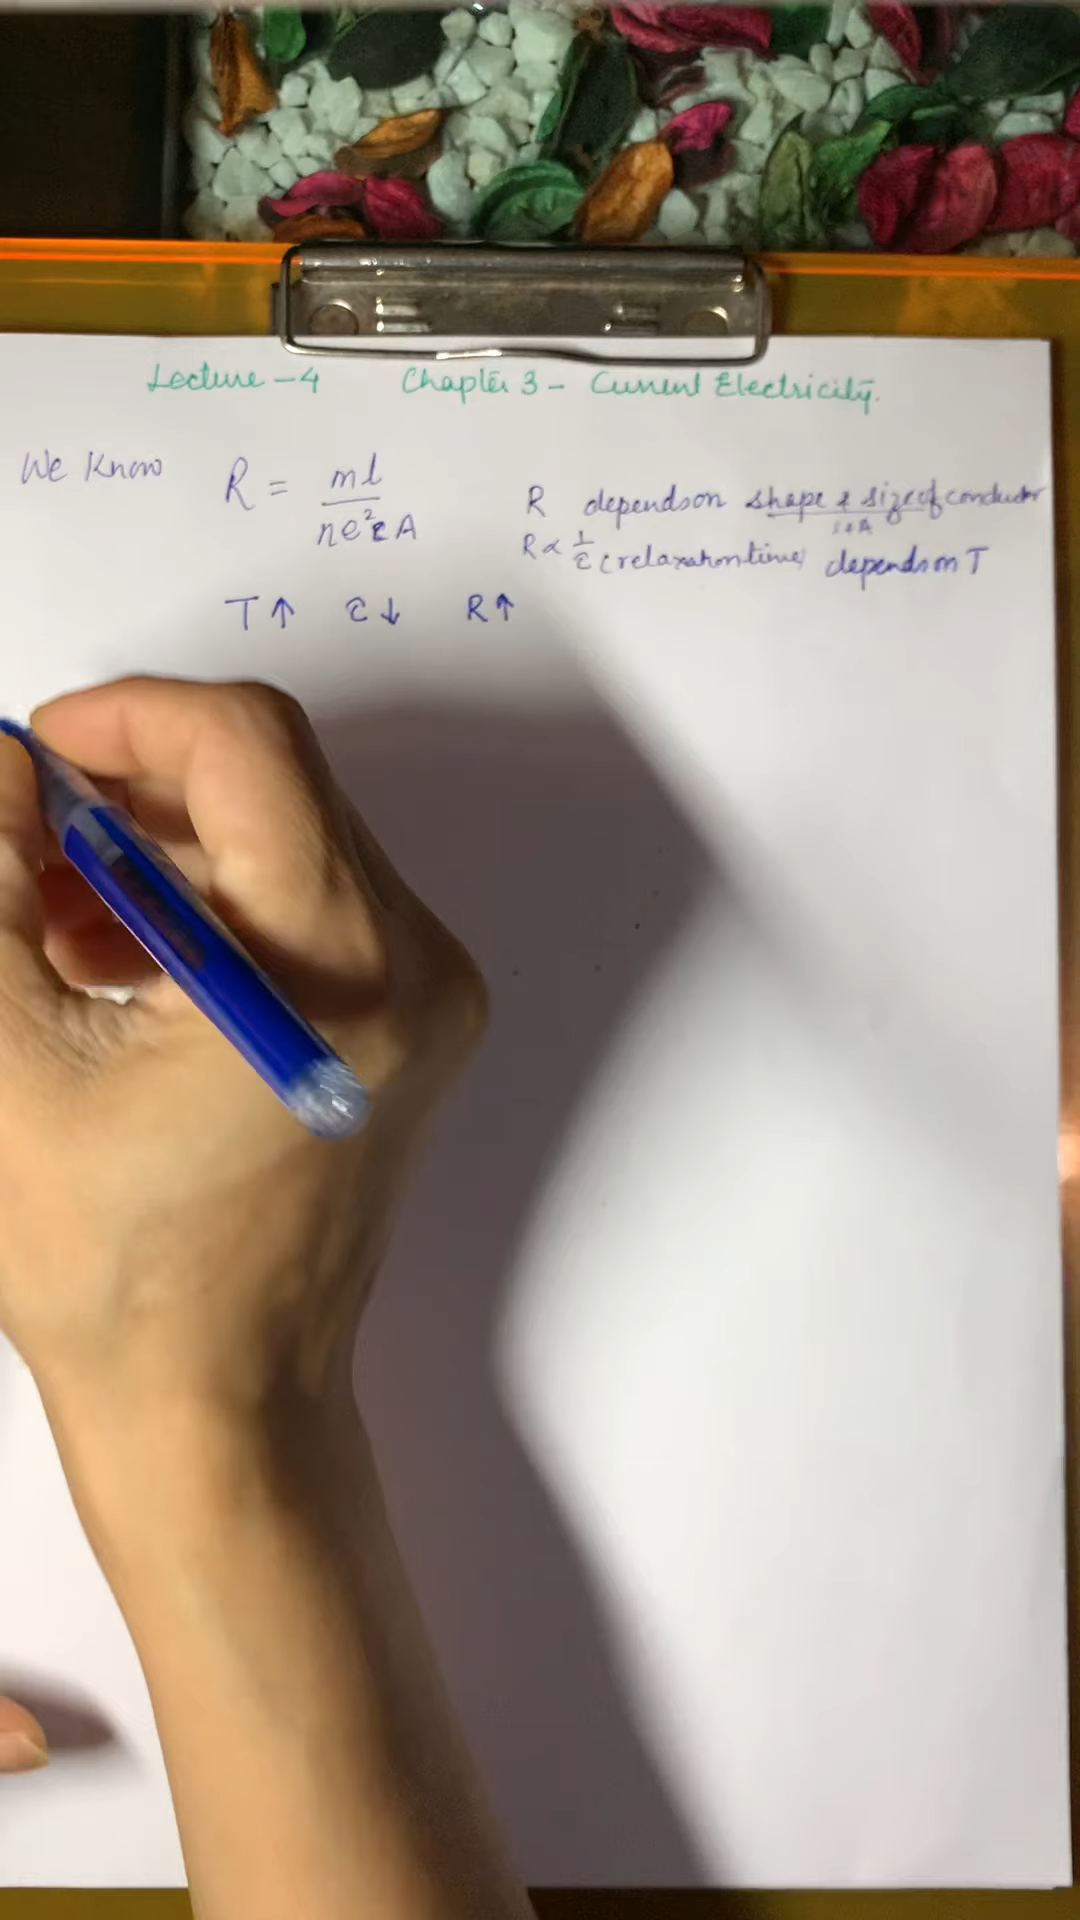 Lecture - 4 Chapter 3 - Current Electricity.
We Know R = ml / ne²τA
R depends on shape & size of conductor
l & A
R ∝ 1/τ (relaxation time) depends on T
T↑ τ↓ R↑